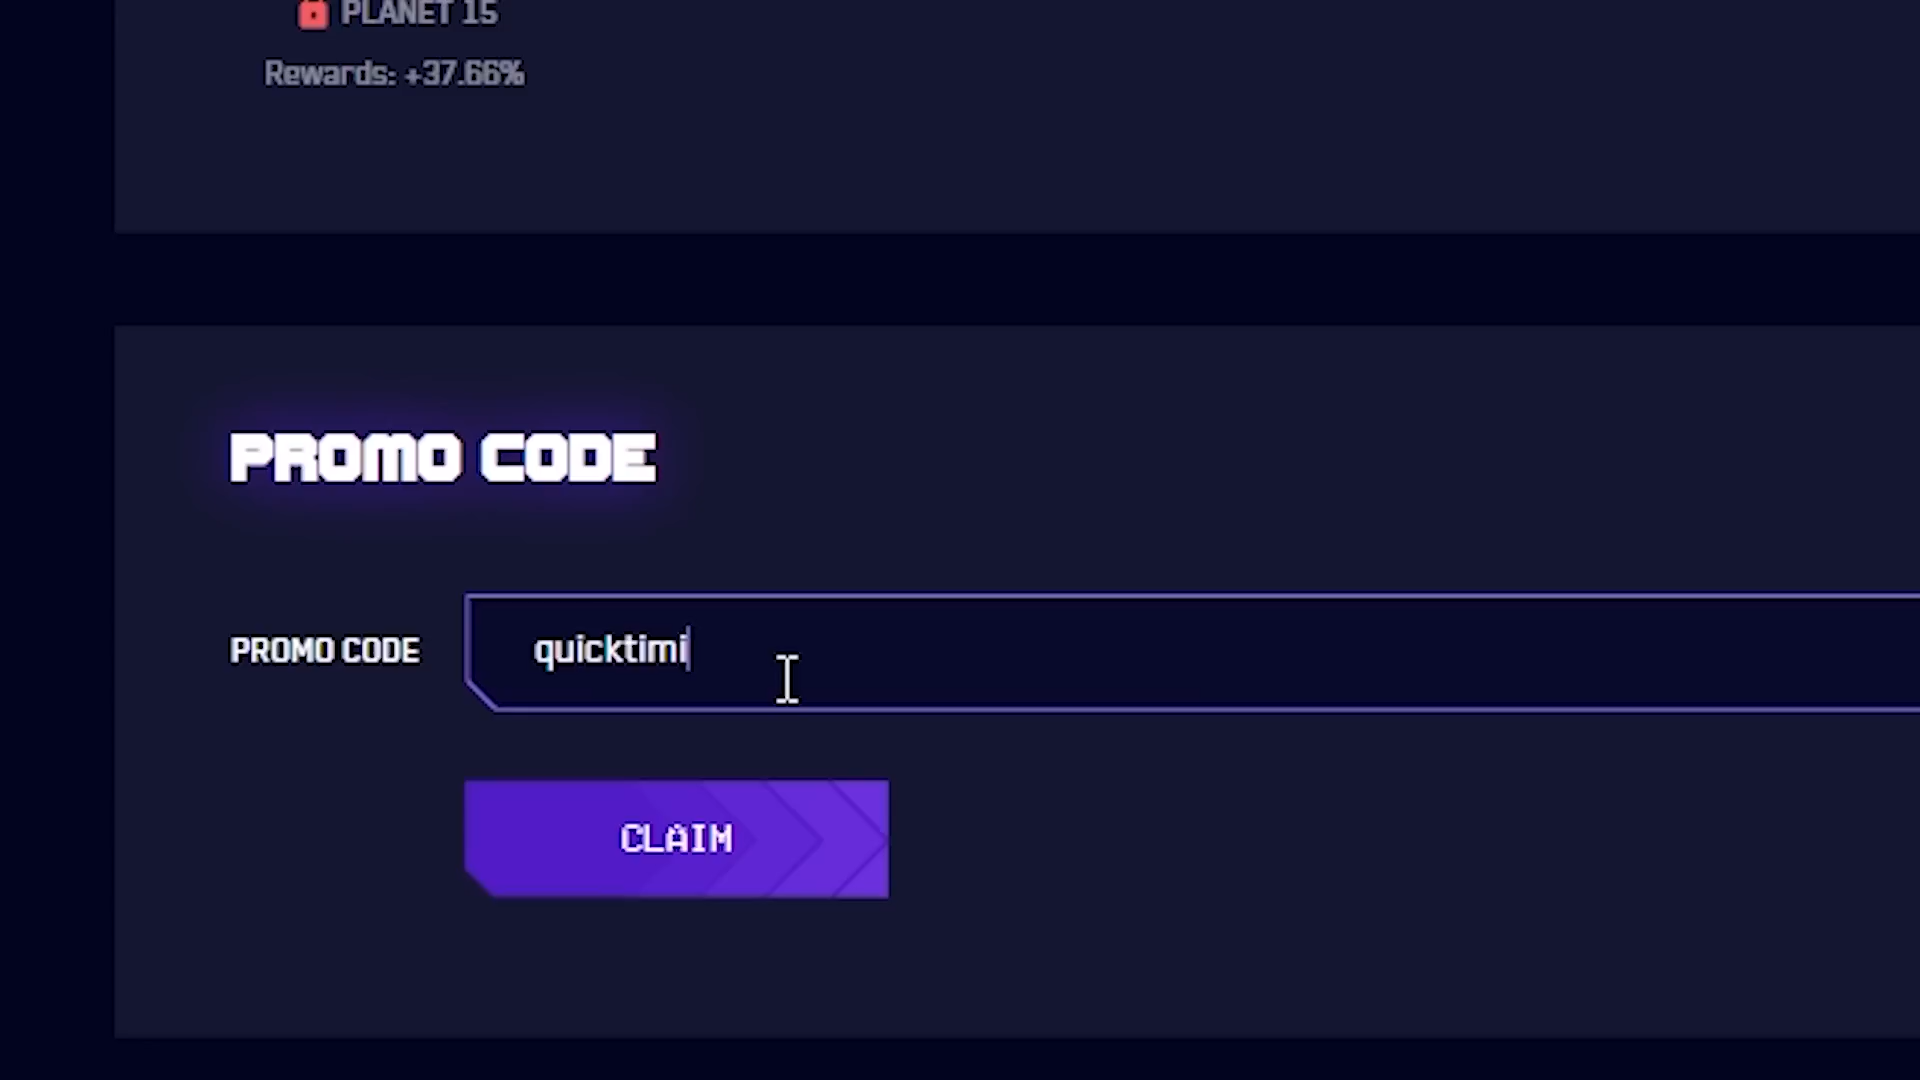 PLANET 15
Rewards: +37.66%
PROMO CODE
PROMO CODE quicktimi
CLAIM